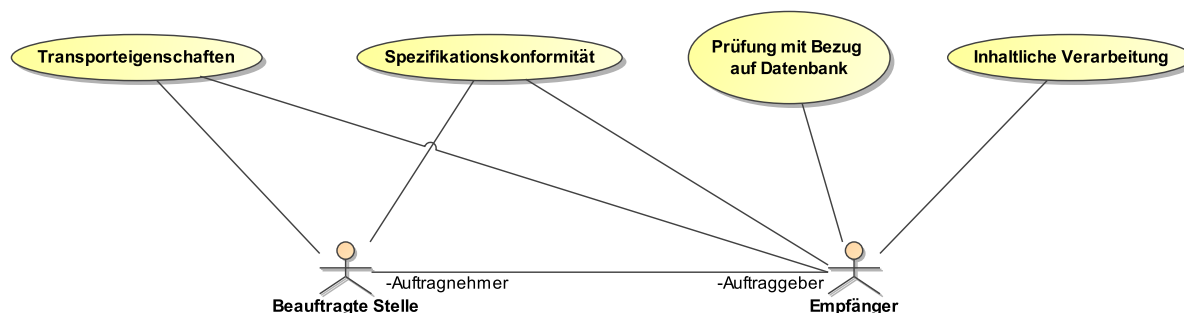 Transporteigenschaften
Spezifikationskonformität
Prüfung mit Bezug
auf Datenbank
Inhaltliche Verarbeitung
-Auftragnehmer
-Auftraggeber
Beauftragte Stelle
Empfänger